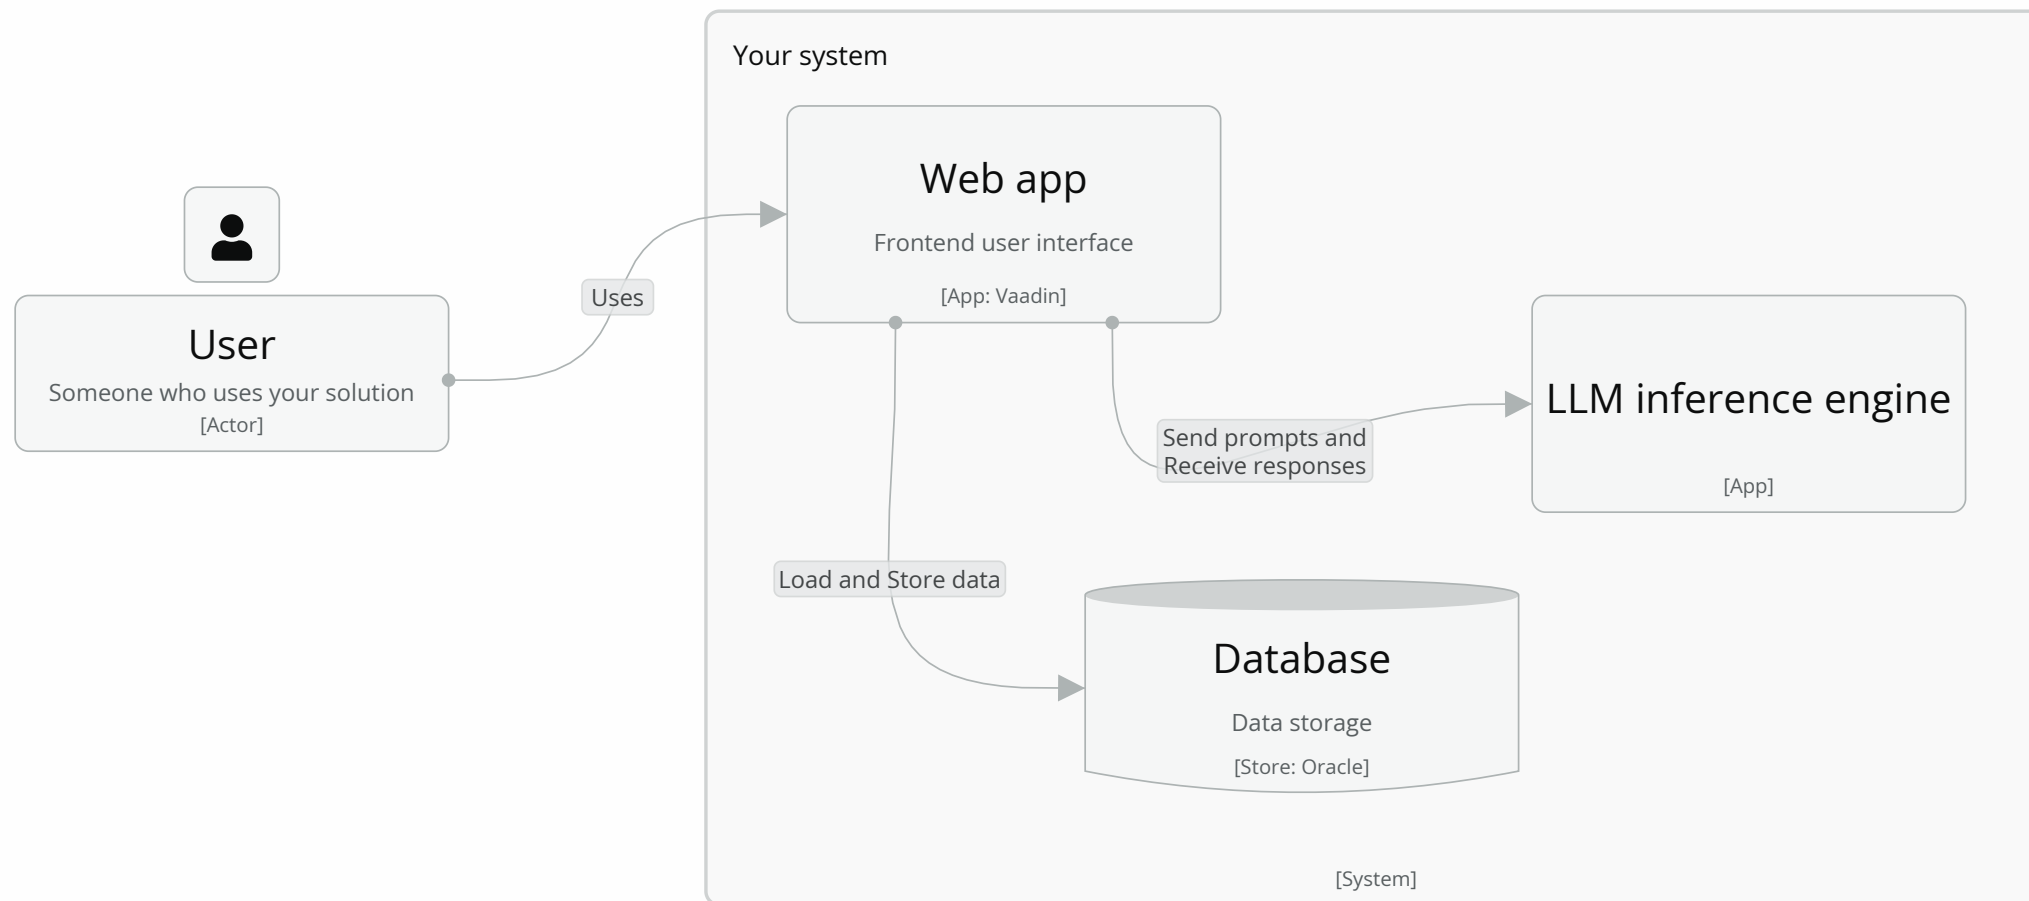 Your system
Web app
Frontend user interface
[App: Vaadin]
Uses
User
Someone who uses your solution
[Actor]
LLM inference engine
[App]
Send prompts and
Receive responses
Load and Store data
Database
Data storage
[Store: Oracle]
[System]